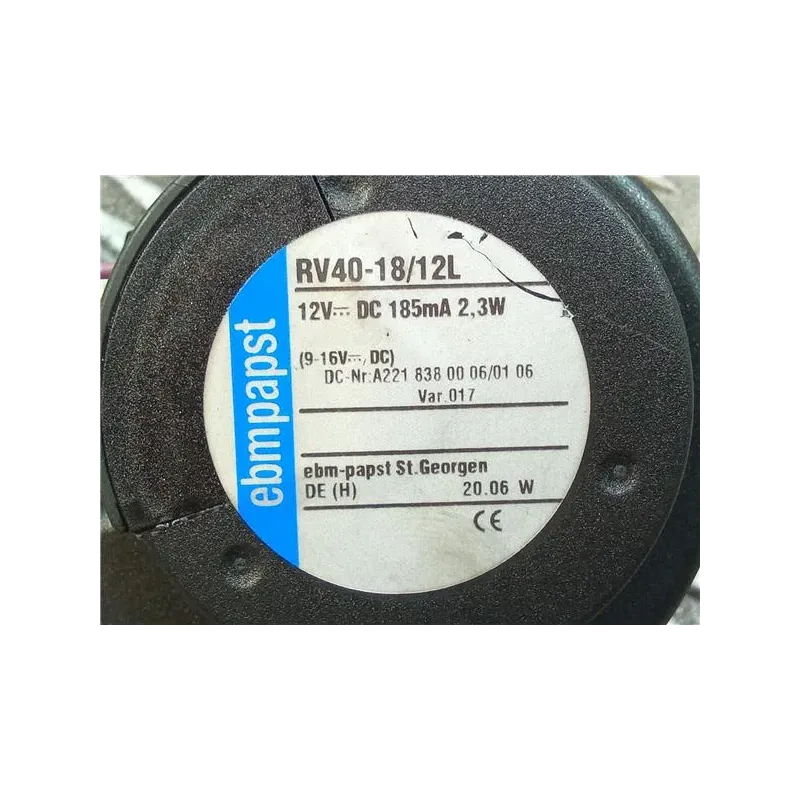 ebmpapst
RV40-18/12L
12V⎓ DC 185mA 2,3W
(9-16V⎓, DC)
DC-Nr:A221 838 00 06/01 06
Var.017
ebm-papst St.Georgen
DE (H) 20.06 W
CE